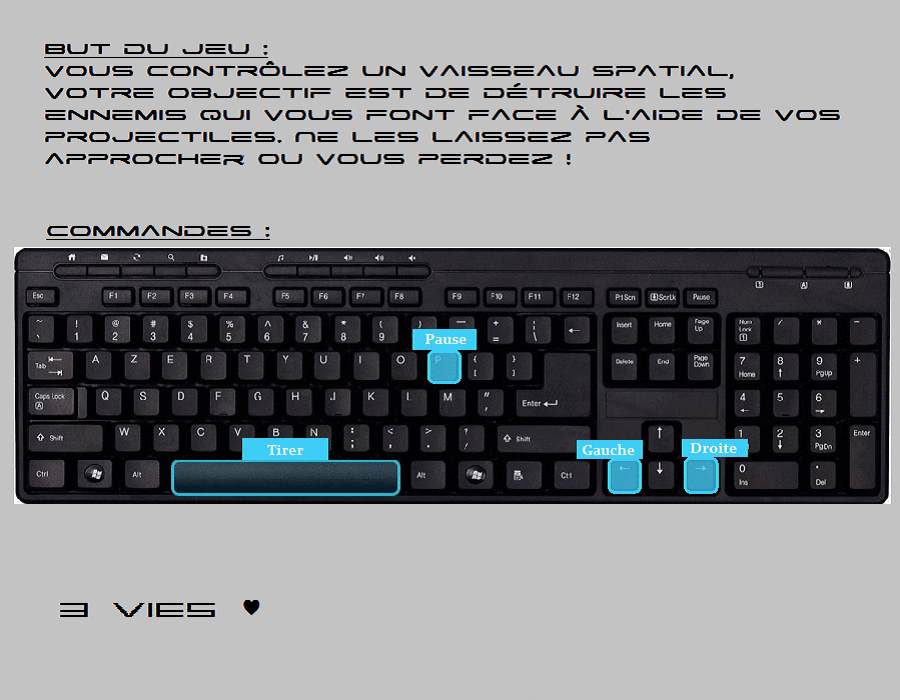 BUT DU JEU :
VOUS CONTRÔLEZ UN VAISSEAU SPATIAL,
VOTRE OBJECTIF EST DE DÉTRUIRE LES
ENNEMIS QUI VOUS FONT FACE À L'AIDE DE VOS
PROJECTILES. NE LES LAISSEZ PAS
APPROCHER OU VOUS PERDEZ !
COMMANDES :
Esc F1 F2 F3 F4 F5 F6 F7 F8 F9 F10 F11 F12 PrtScn ScrLk Pause
~ ! @ # $ % ^ & * ( ) — + | ←
1 2 3 4 5 6 7 8 9 = \
Insert Home Page Up Num Lock / * -
Pause
Tab A Z E R T Y U I O P { [ } ]
Delete End Page Down 7 Home 8 ↑ 9 PgUp +
Caps Lock Q S D F G H J K L M " , Enter
4 ← 5 6 →
Shift W X C V B N ; : < , > . ! / Shift
↑ 1 2 ↓ 3 PgDn Enter
Tirer Gauche Droite
Ctrl Alt Alt Ctrl ← ↓ → 0 Ins . Del
3 VIES ♥